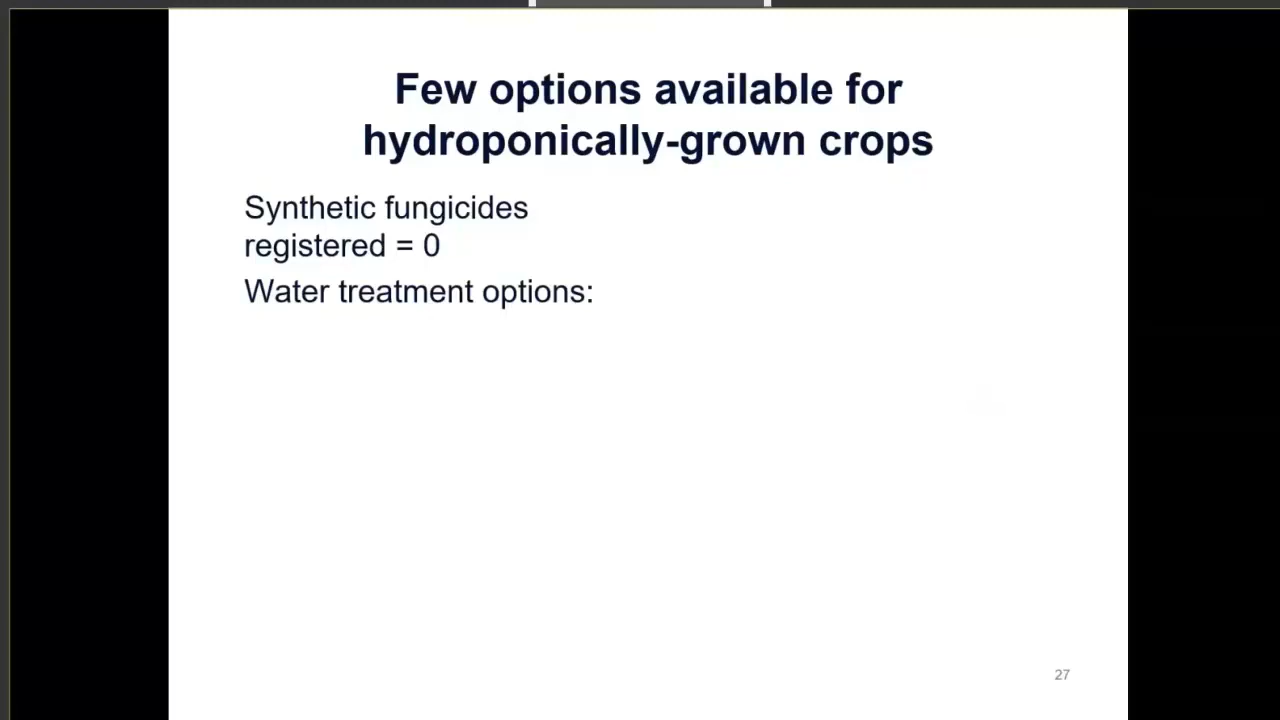 Few options available for
hydroponically-grown crops
Synthetic fungicides
registered = 0
Water treatment options:
27